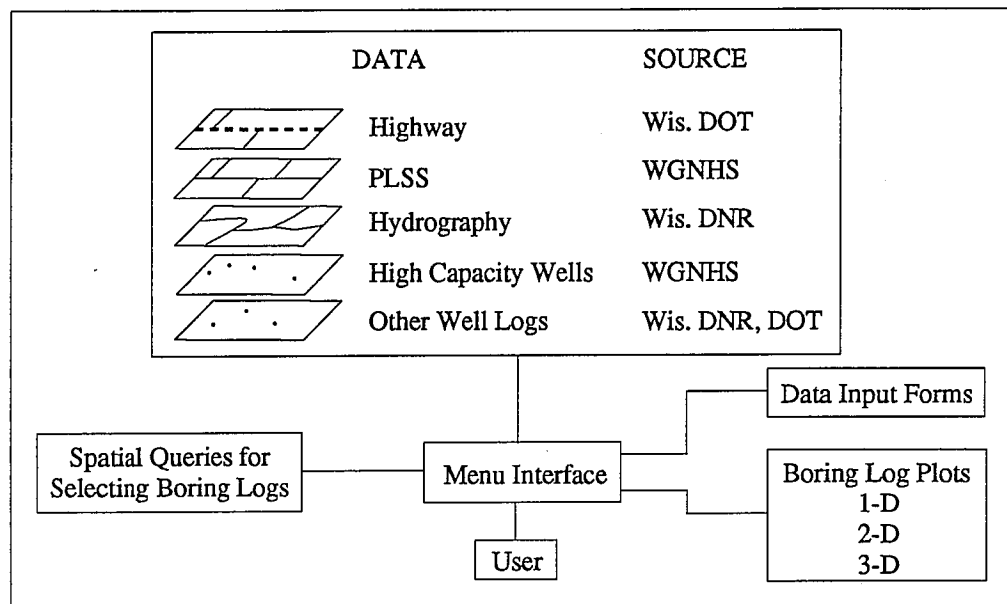 DATA SOURCE
Highway Wis. DOT
PLSS WGNHS
Hydrography Wis. DNR
High Capacity Wells WGNHS
Other Well Logs Wis. DNR, DOT
Data Input Forms
Spatial Queries for
Selecting Boring Logs
Menu Interface
Boring Log Plots
1-D
2-D
3-D
User